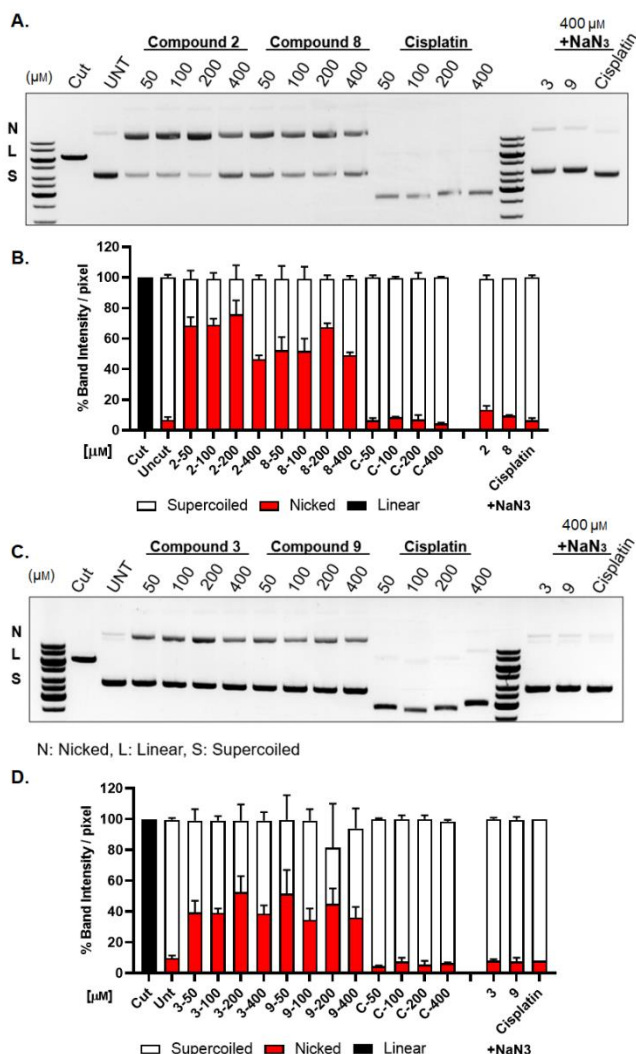 A.
400 µM
Compound 2 Compound 8 Cisplatin +NaN3
(µM) Cut UNT 50 100 200 400 50 100 200 400 50 100 200 400 3 9 Cisplatin
N
L
S
B.
120
100
80
60
40
20
0
% Band Intensity / pixel
[µM] Cut Uncut 2-50 2-100 2-200 2-400 8-50 8-100 8-200 8-400 C-50 C-100 C-200 C-400 2 8 Cisplatin
+NaN3
Supercoiled Nicked Linear
C.
400 µM
Compound 3 Compound 9 Cisplatin +NaN3
(µM) Cut UNT 50 100 200 400 50 100 200 400 50 100 200 400 3 9 Cisplatin
N
L
S
N: Nicked, L: Linear, S: Supercoiled
D.
120
100
80
60
40
20
0
% Band Intensity / pixel
[µM] Cut Unt 3-50 3-100 3-200 3-400 9-50 9-100 9-200 9-400 C-50 C-100 C-200 C-400 3 9 Cisplatin
+NaN3
Supercoiled Nicked Linear